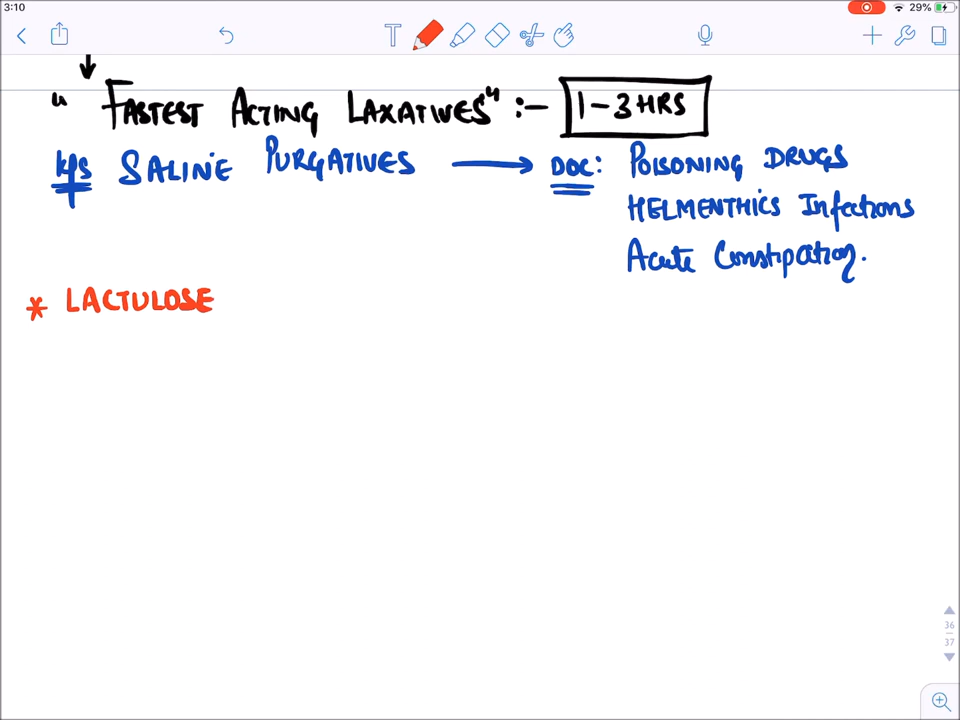 3:10
29%
T
" FASTEST ACTING LAXATIVES" :- 1-3 HRS
k/as SALINE PURGATIVES → DOC: POISONING DRUGS
HELMENTHICS Infections
Acute Constipation.
* LACTULOSE
36
37